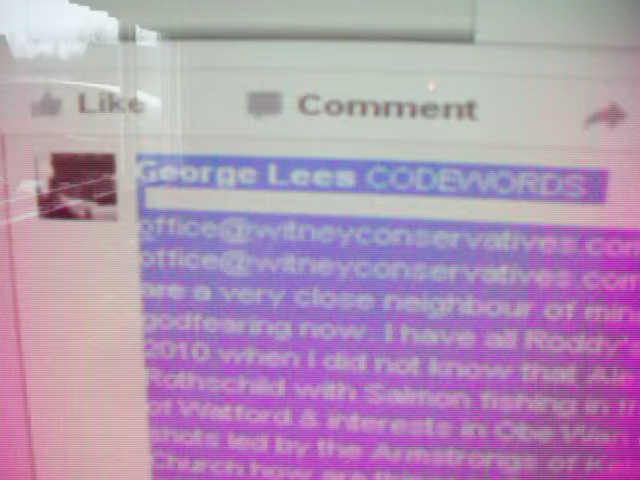 Like Comment
George Lees CODEWORDS
office@witneyconservatives.com
office@witneyconservatives.com
are a very close neighbour of
godfearing now. I have all Roddy's
2010 when i did not know that
Rothschild with Salmon fishing in
of Watford & interests in Obe
shots led by the Armstrongs of
Church how are